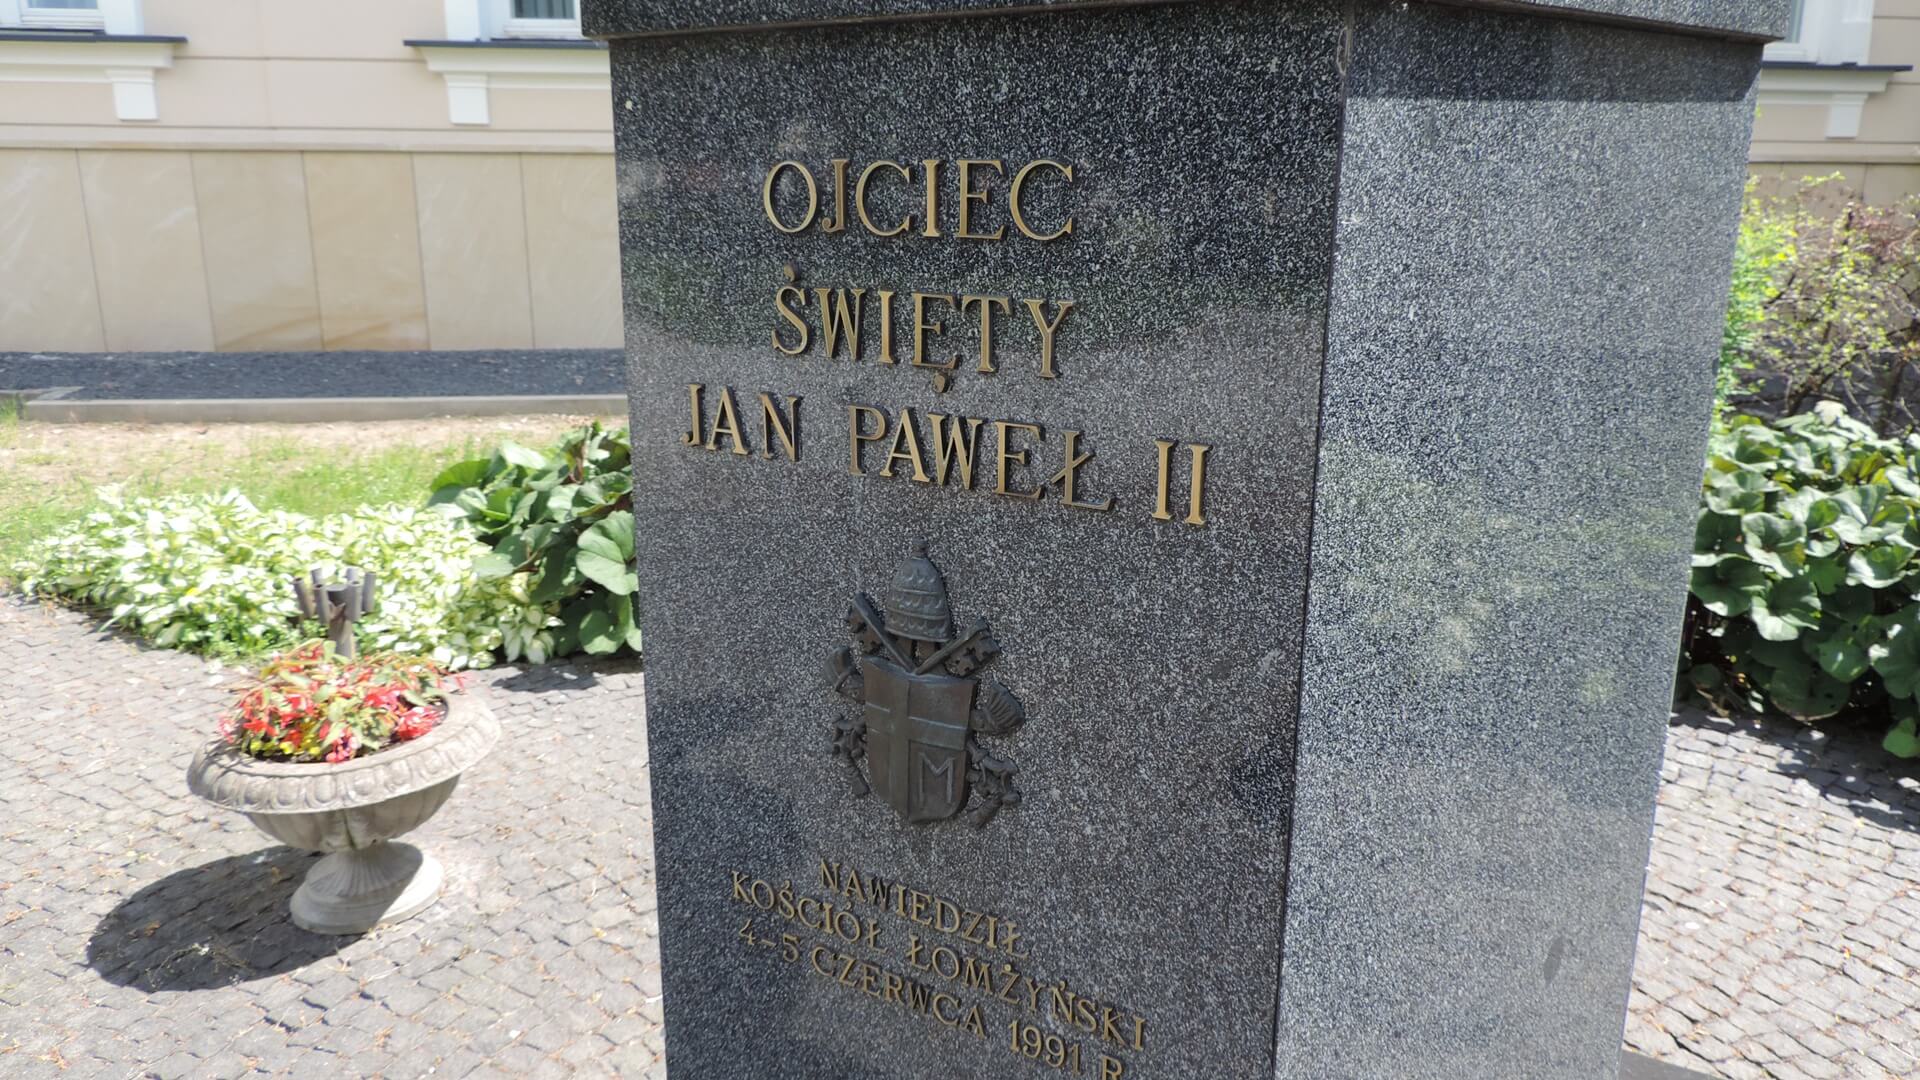 OJCIEC
ŚWIĘTY
JAN PAWEŁ II
M
NAWIEDZIŁ
KOŚCIÓŁ ŁOMŻYŃSKI
4-5 CZERWCA 1991 R